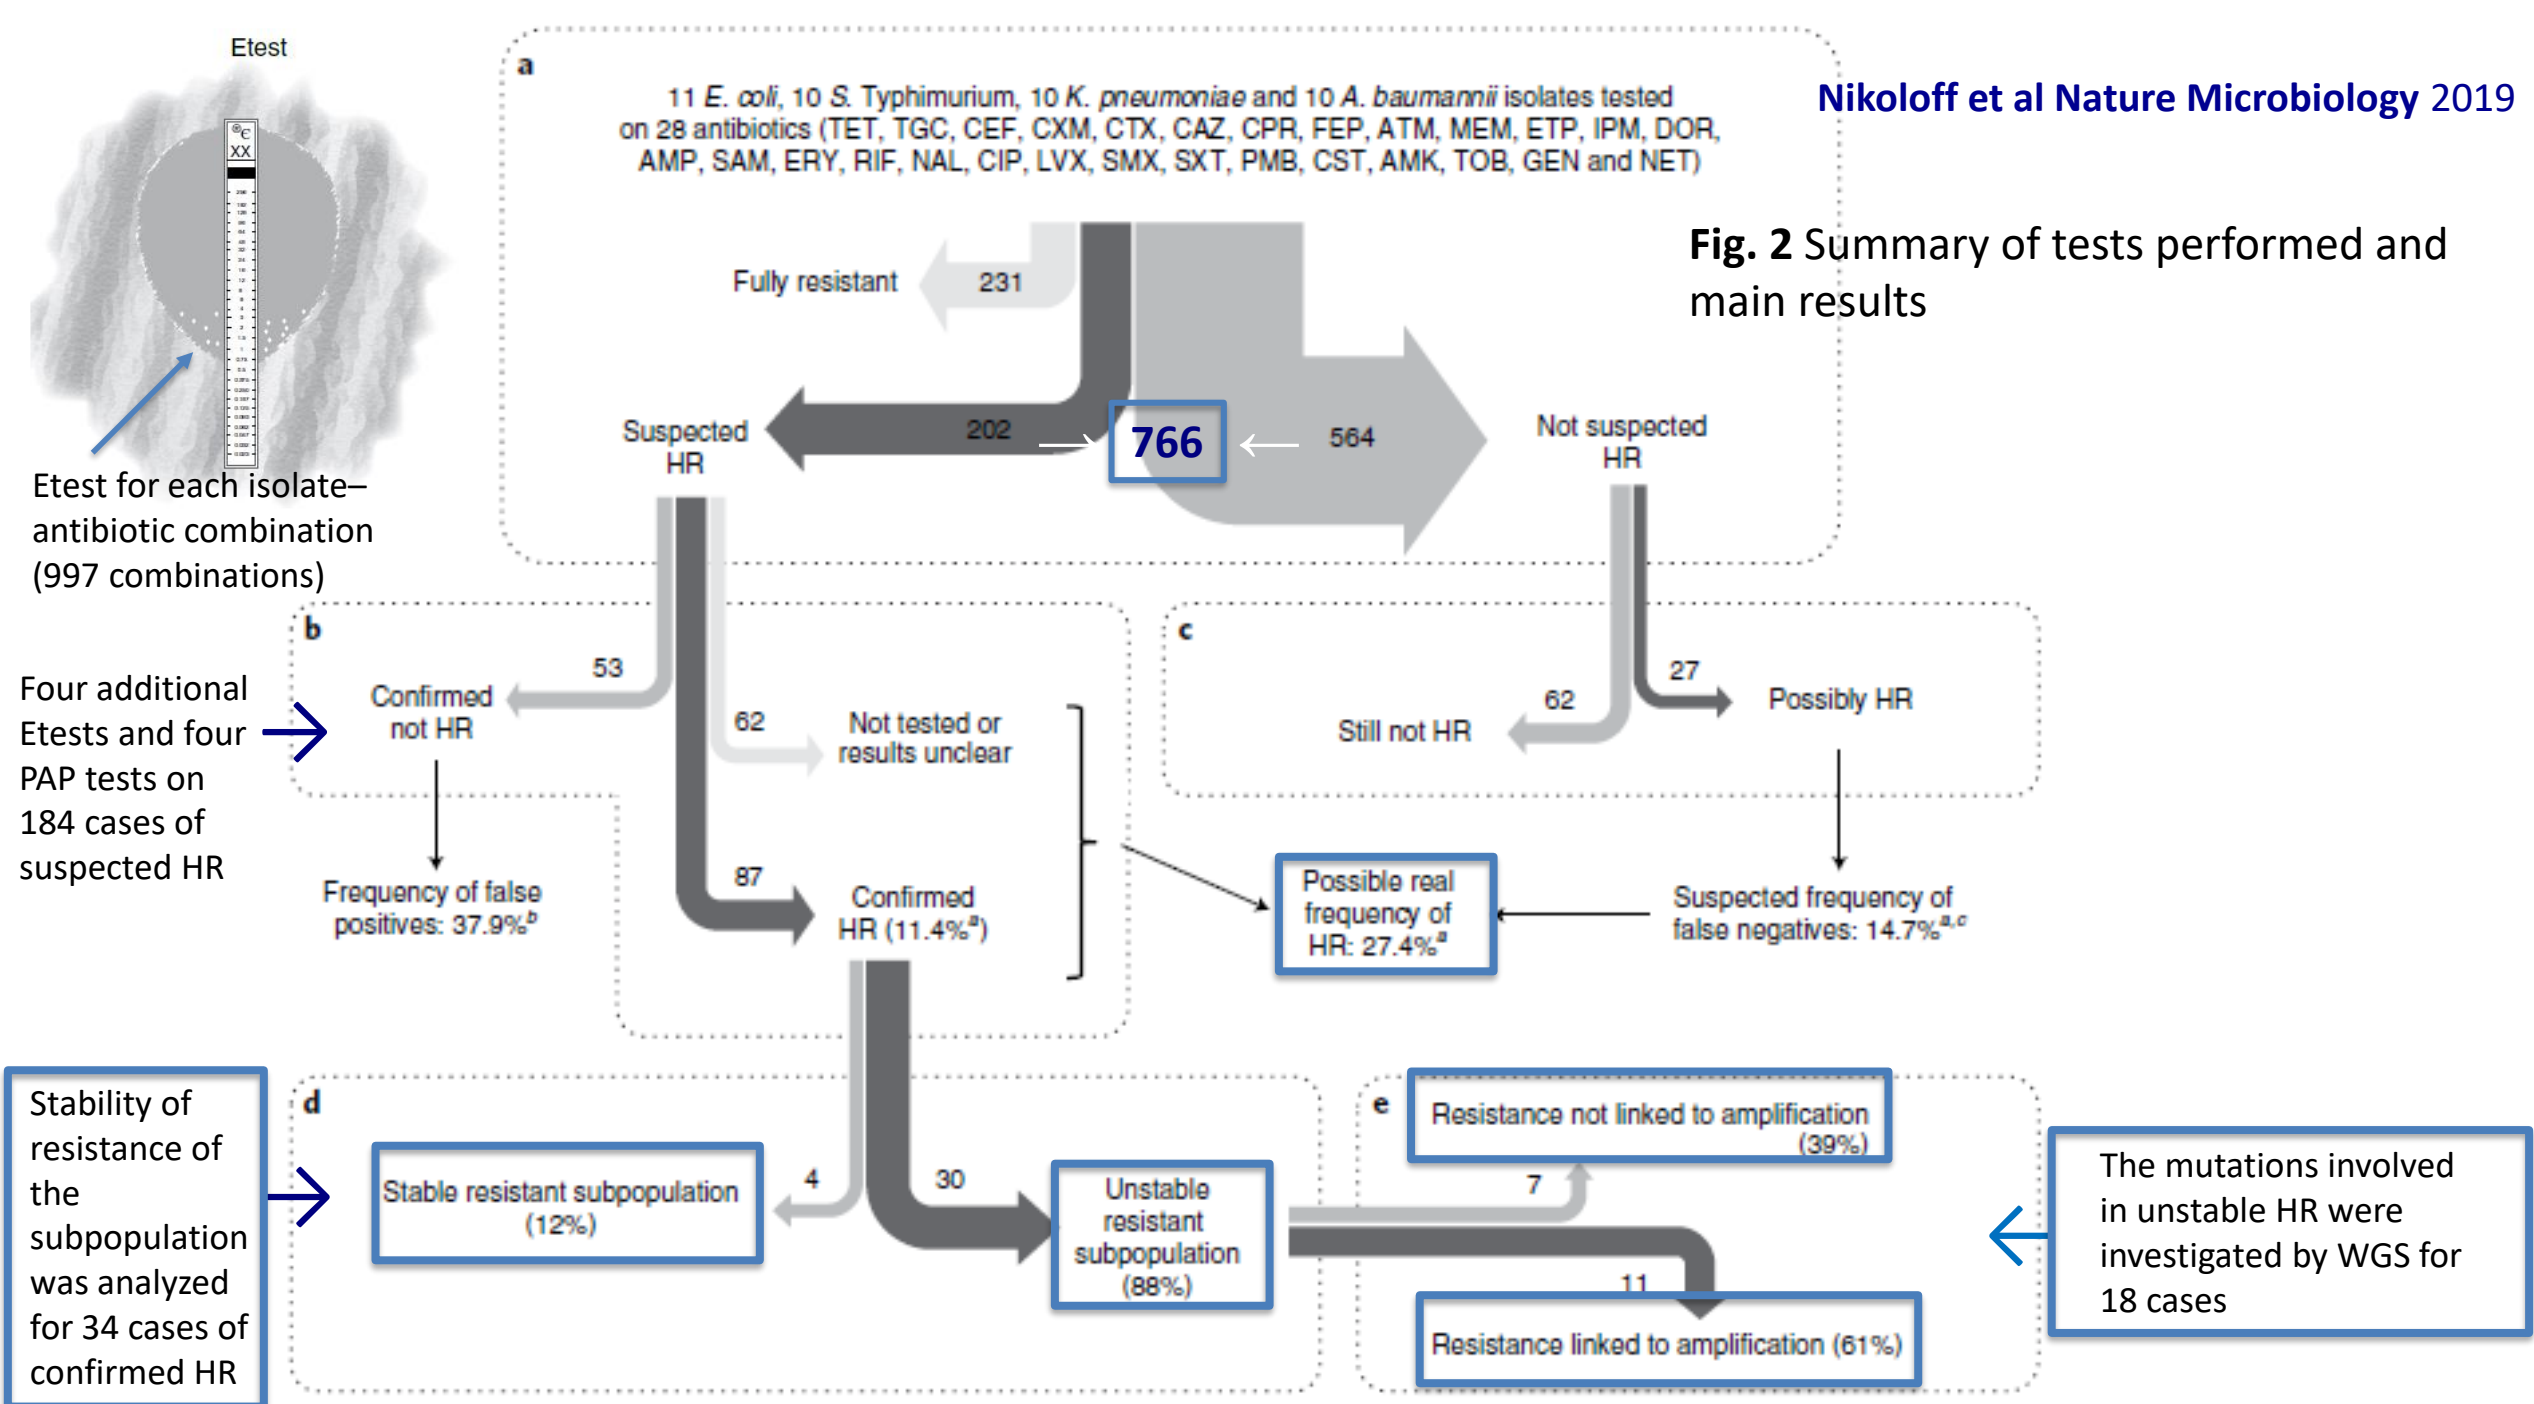 Etest
€
XX
Etest for each isolate–
antibiotic combination
(997 combinations)
a
11 E. coli, 10 S. Typhimurium, 10 K. pneumoniae and 10 A. baumannii isolates tested
on 28 antibiotics (TET, TGC, CEF, CXM, CTX, CAZ, CPR, FEP, ATM, MEM, ETP, IPM, DOR,
AMP, SAM, ERY, RIF, NAL, CIP, LVX, SMX, SXT, PMB, CST, AMK, TOB, GEN and NET)
Nikoloff et al Nature Microbiology 2019
Fig. 2 Summary of tests performed and
main results
Fully resistant
231
Suspected
HR
202
766
564
Not suspected
HR
b
53
Confirmed
not HR
62
Not tested or
results unclear
Four additional
Etests and four
PAP tests on
184 cases of
suspected HR
Frequency of false
positives: 37.9%b
87
Confirmed
HR (11.4%a)
c
62
Still not HR
27
Possibly HR
Possible real
frequency of
HR: 27.4%a
Suspected frequency of
false negatives: 14.7%a,c
Stability of
resistance of
the
subpopulation
was analyzed
for 34 cases of
confirmed HR
d
Stable resistant subpopulation
(12%)
4
30
Unstable
resistant
subpopulation
(88%)
e
Resistance not linked to amplification
(39%)
7
11
Resistance linked to amplification (61%)
The mutations involved
in unstable HR were
investigated by WGS for
18 cases